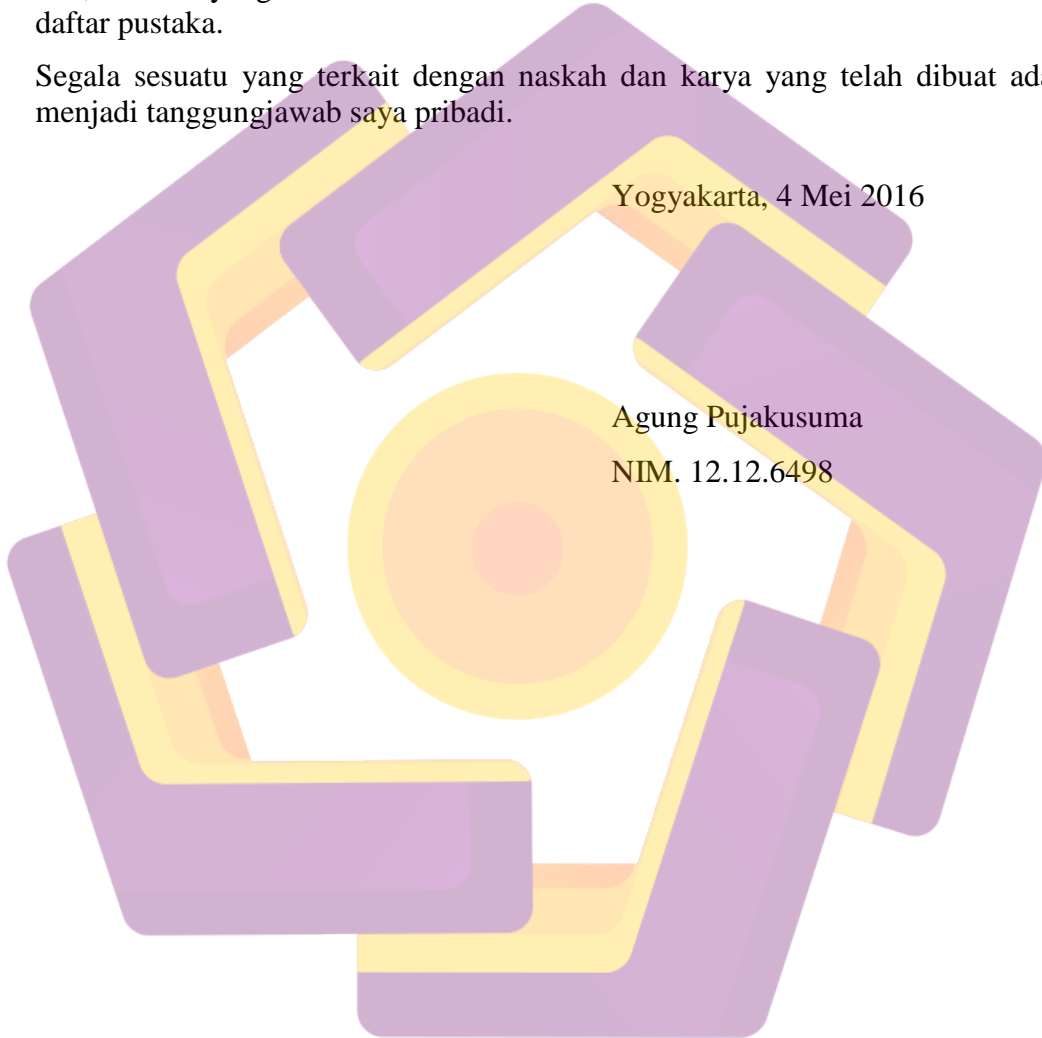 daftar pustaka.
Segala sesuatu yang terkait dengan naskah dan karya yang telah dibuat
menjadi tanggungjawab saya pribadi.
Yogyakarta, 4 Mei 2016
Agung Pujakusuma
NIM. 12.12.6498